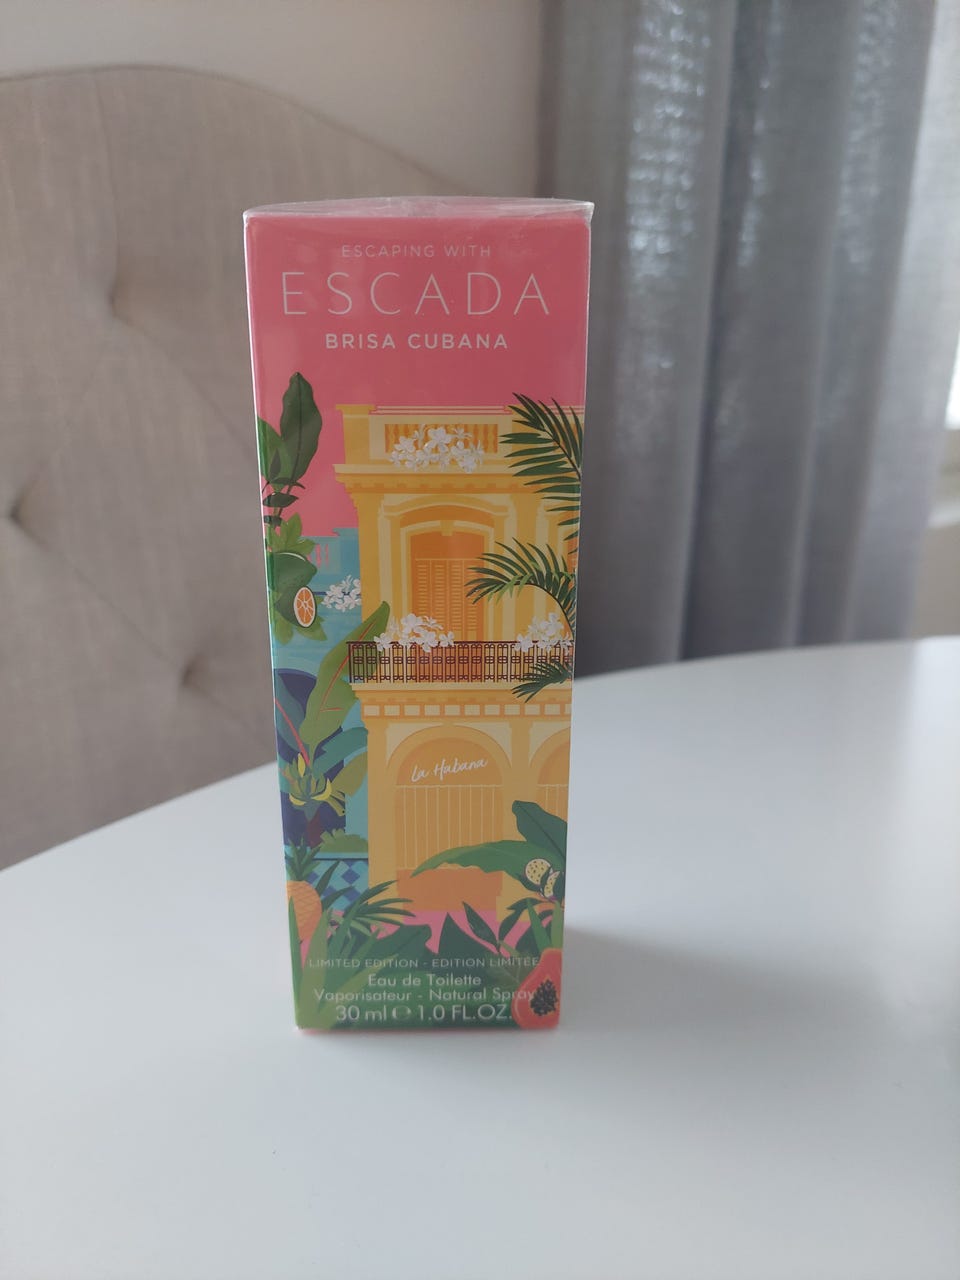 ESCAPING WITH
ESCADA
BRISA CUBANA
La Habana
LIMITED EDITION - EDITION LIMITÉE
Eau de Toilette
Vaporisateur - Natural Spray
30 ml ℮ 1.0 FL.OZ.